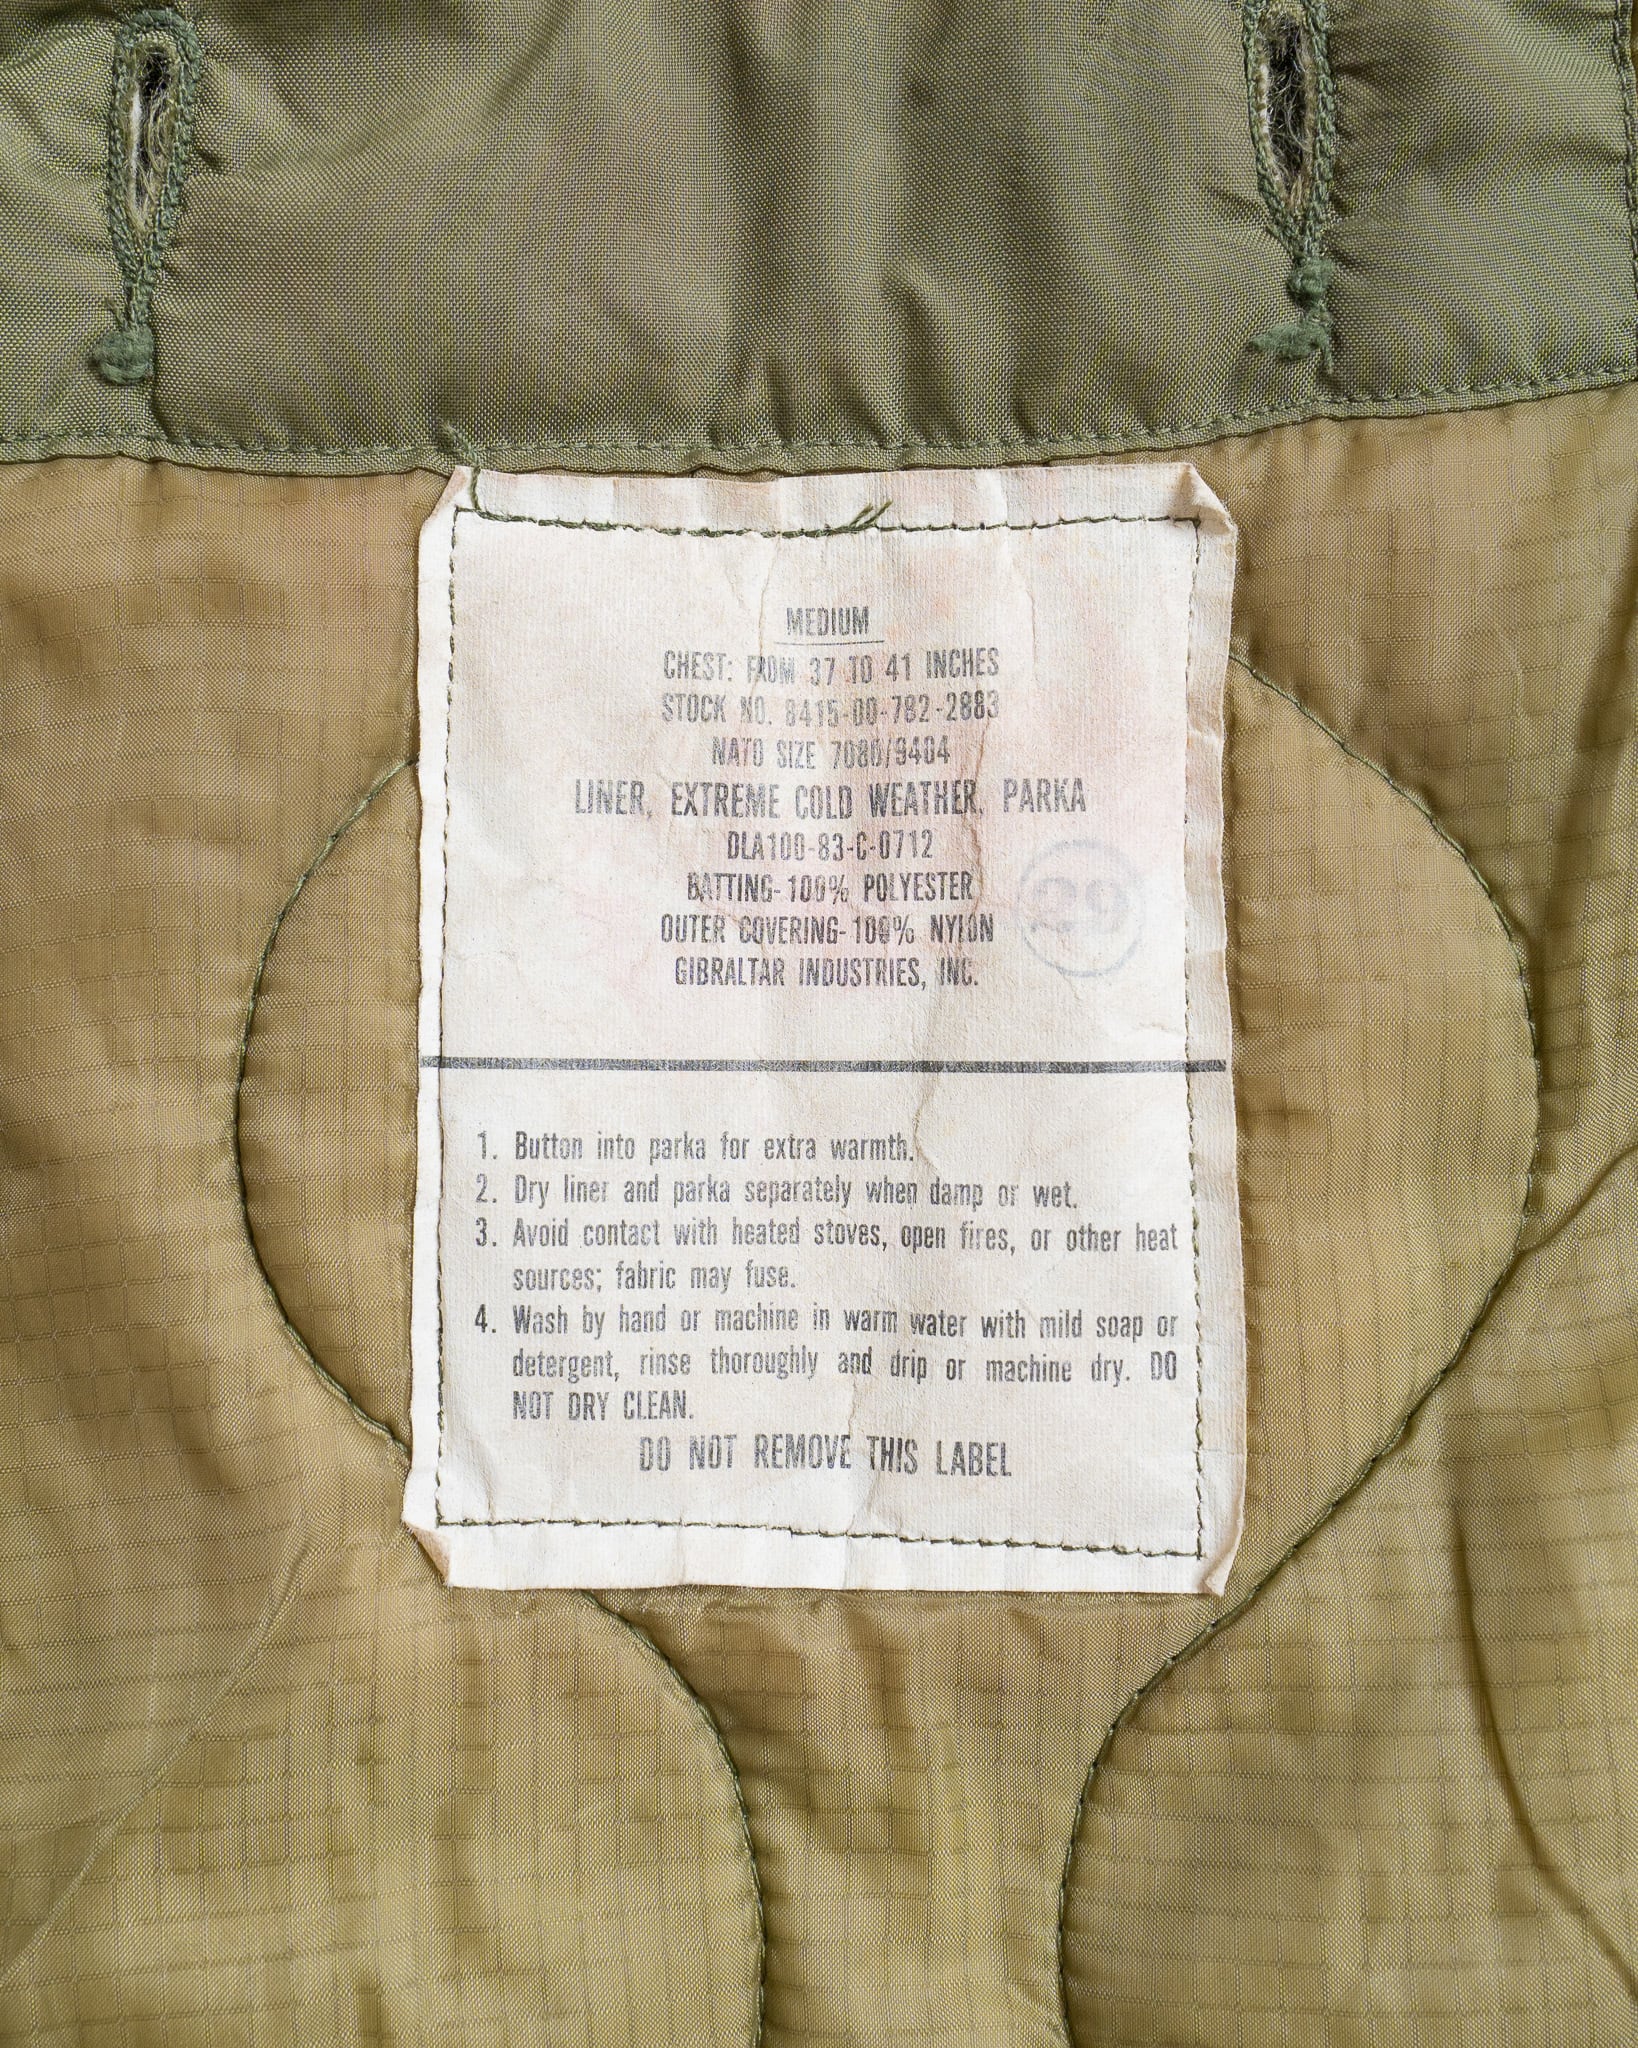 MEDIUM
CHEST: FROM 37 TO 41 INCHES
STOCK NO. 8415-00-782-2883
NATO SIZE 7080/9404
LINER, EXTREME COLD WEATHER, PARKA
DLA100-83-C-0712
BATTING-100% POLYESTER
OUTER COVERING-100% NYLON
GIBRALTAR INDUSTRIES, INC.
29
1. Button into parka for extra warmth.
2. Dry liner and parka separately when damp or wet.
3. Avoid contact with heated stoves, open fires, or other heat
sources; fabric may fuse.
4. Wash by hand or machine in warm water with mild soap or
detergent, rinse thoroughly and drip or machine dry. DO
NOT DRY CLEAN.
DO NOT REMOVE THIS LABEL